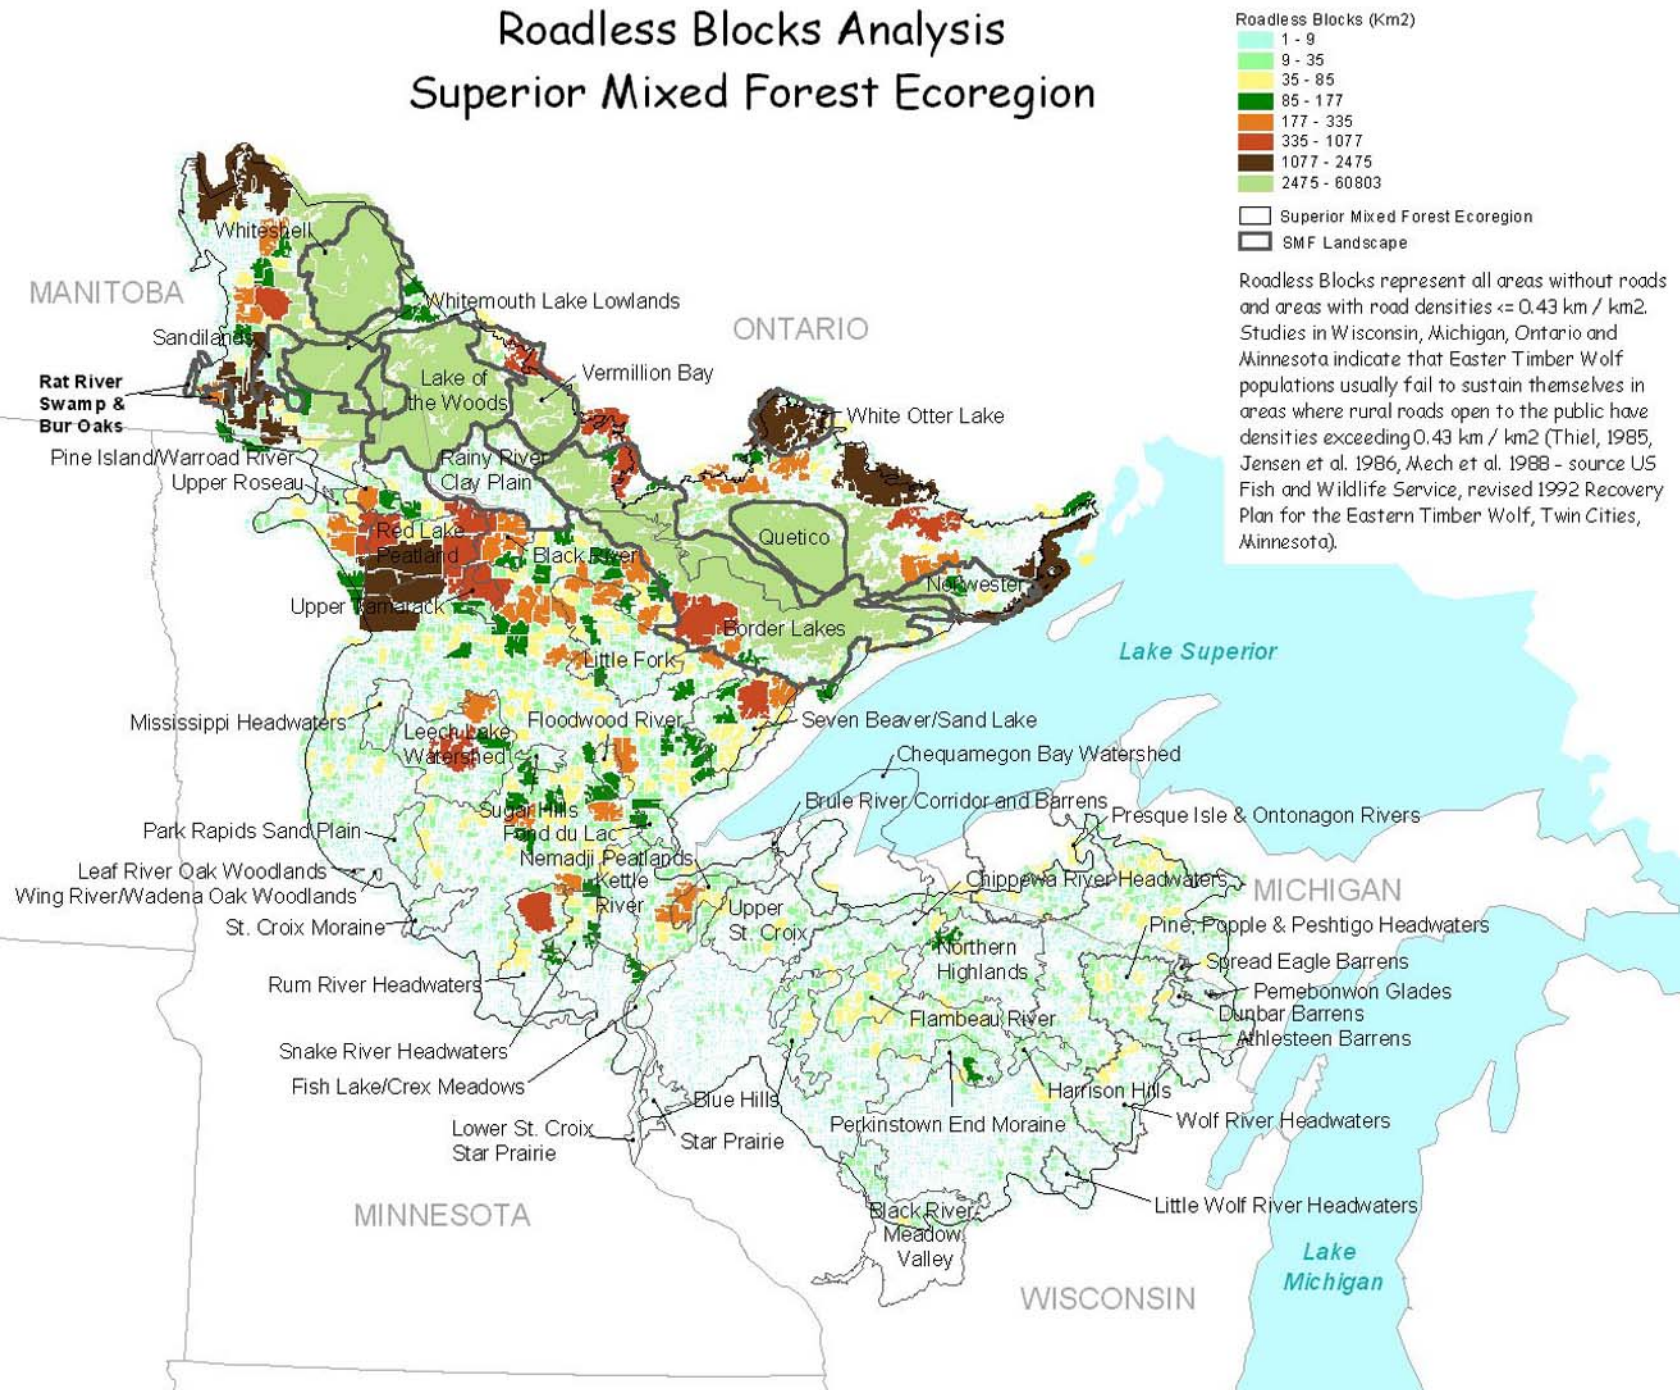 Roadless Blocks Analysis
Superior Mixed Forest Ecoregion
Roadless Blocks (Km2)
1 - 9
9 - 35
35 - 85
85 - 177
177 - 335
335 - 1077
1077 - 2475
2475 - 60803
Superior Mixed Forest Ecoregion
SMF Landscape
Roadless Blocks represent all areas without roads
and areas with road densities <= 0.43 km / km2.
Studies in Wisconsin, Michigan, Ontario and
Minnesota indicate that Easter Timber Wolf
populations usually fail to sustain themselves in
areas where rural roads open to the public have
densities exceeding 0.43 km / km2 (Thiel, 1985,
Jensen et al. 1986, Mech et al. 1988 - source US
Fish and Wildlife Service, revised 1992 Recovery
Plan for the Eastern Timber Wolf, Twin Cities,
Minnesota).
Whiteshell
MANITOBA
Whitemouth Lake Lowlands
ONTARIO
Sandilands
Vermillion Bay
Lake of
the Woods
Rat River
Swamp &
Bur Oaks
White Otter Lake
Pine Island/Warroad River
Rainy River
Clay Plain
Upper Roseau
Red Lake
Peatland
Quetico
Black River
Norwester
Upper Tamarack
Border Lakes
Little Fork
Lake Superior
Mississippi Headwaters
Floodwood River
Seven Beaver/Sand Lake
Leech Lake
Watershed
Chequamegon Bay Watershed
Sugar Hills
Brule River Corridor and Barrens
Presque Isle & Ontonagon Rivers
Park Rapids Sand Plain
Fond du Lac
Nemadji Peatlands
Leaf River Oak Woodlands
Wing River/Wadena Oak Woodlands
Kettle
River
Chippewa River Headwaters
MICHIGAN
St. Croix Moraine
Upper
St. Croix
Pine, Popple & Peshtigo Headwaters
Northern
Highlands
Spread Eagle Barrens
Rum River Headwaters
Pemebonwon Glades
Dunbar Barrens
Flambeau River
Athlesteen Barrens
Snake River Headwaters
Fish Lake/Crex Meadows
Harrison Hills
Blue Hills
Perkinstown End Moraine
Wolf River Headwaters
Lower St. Croix
Star Prairie
Star Prairie
Little Wolf River Headwaters
MINNESOTA
Black River
Meadow
Valley
Lake
Michigan
WISCONSIN